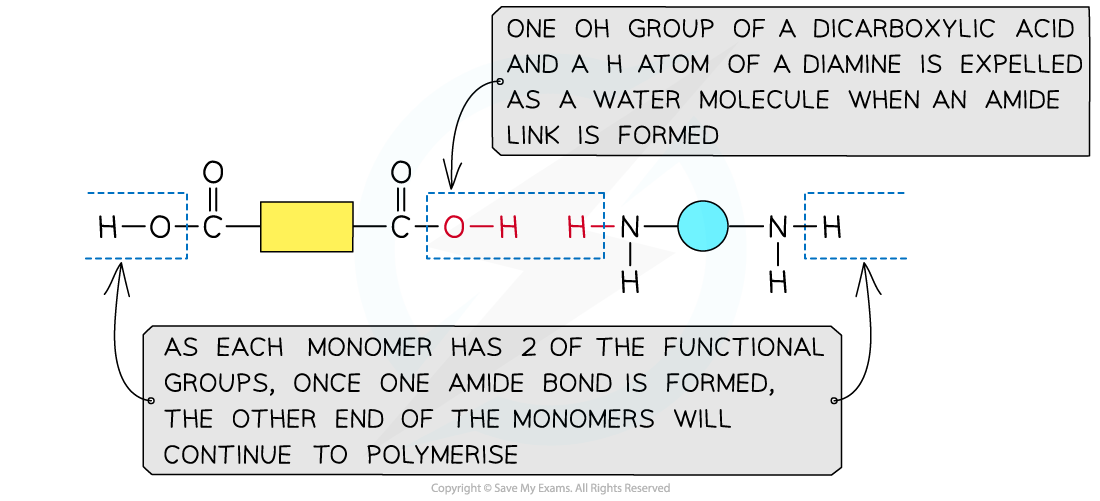 ONE OH GROUP OF A DICARBOXYLIC ACID
AND A H ATOM OF A DIAMINE IS EXPELLED
AS A WATER MOLECULE WHEN AN AMIDE
LINK IS FORMED
O O
H O C C O H H N N H
H H
AS EACH MONOMER HAS 2 OF THE FUNCTIONAL
GROUPS, ONCE ONE AMIDE BOND IS FORMED,
THE OTHER END OF THE MONOMERS WILL
CONTINUE TO POLYMERISE
Copyright © Save My Exams. All Rights Reserved